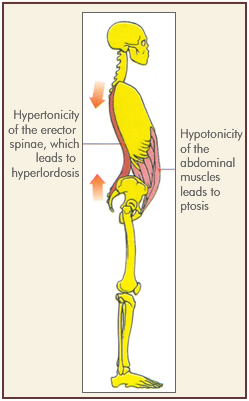 Hypertonicity
of the erector
spinae, which
leads to
hyperlordosis
Hypotonicity
of the
abdominal
muscles
leads to
ptosis